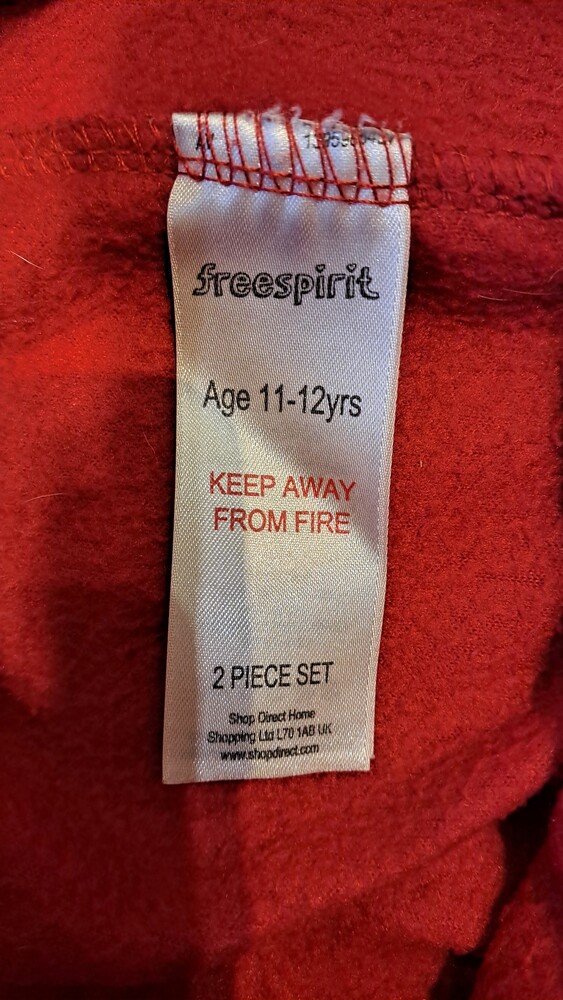 freespirit
Age 11-12yrs
KEEP AWAY
FROM FIRE
2 PIECE SET
Shop Direct Home
Shopping Ltd L70 1AB UK
www.shopdirect.com